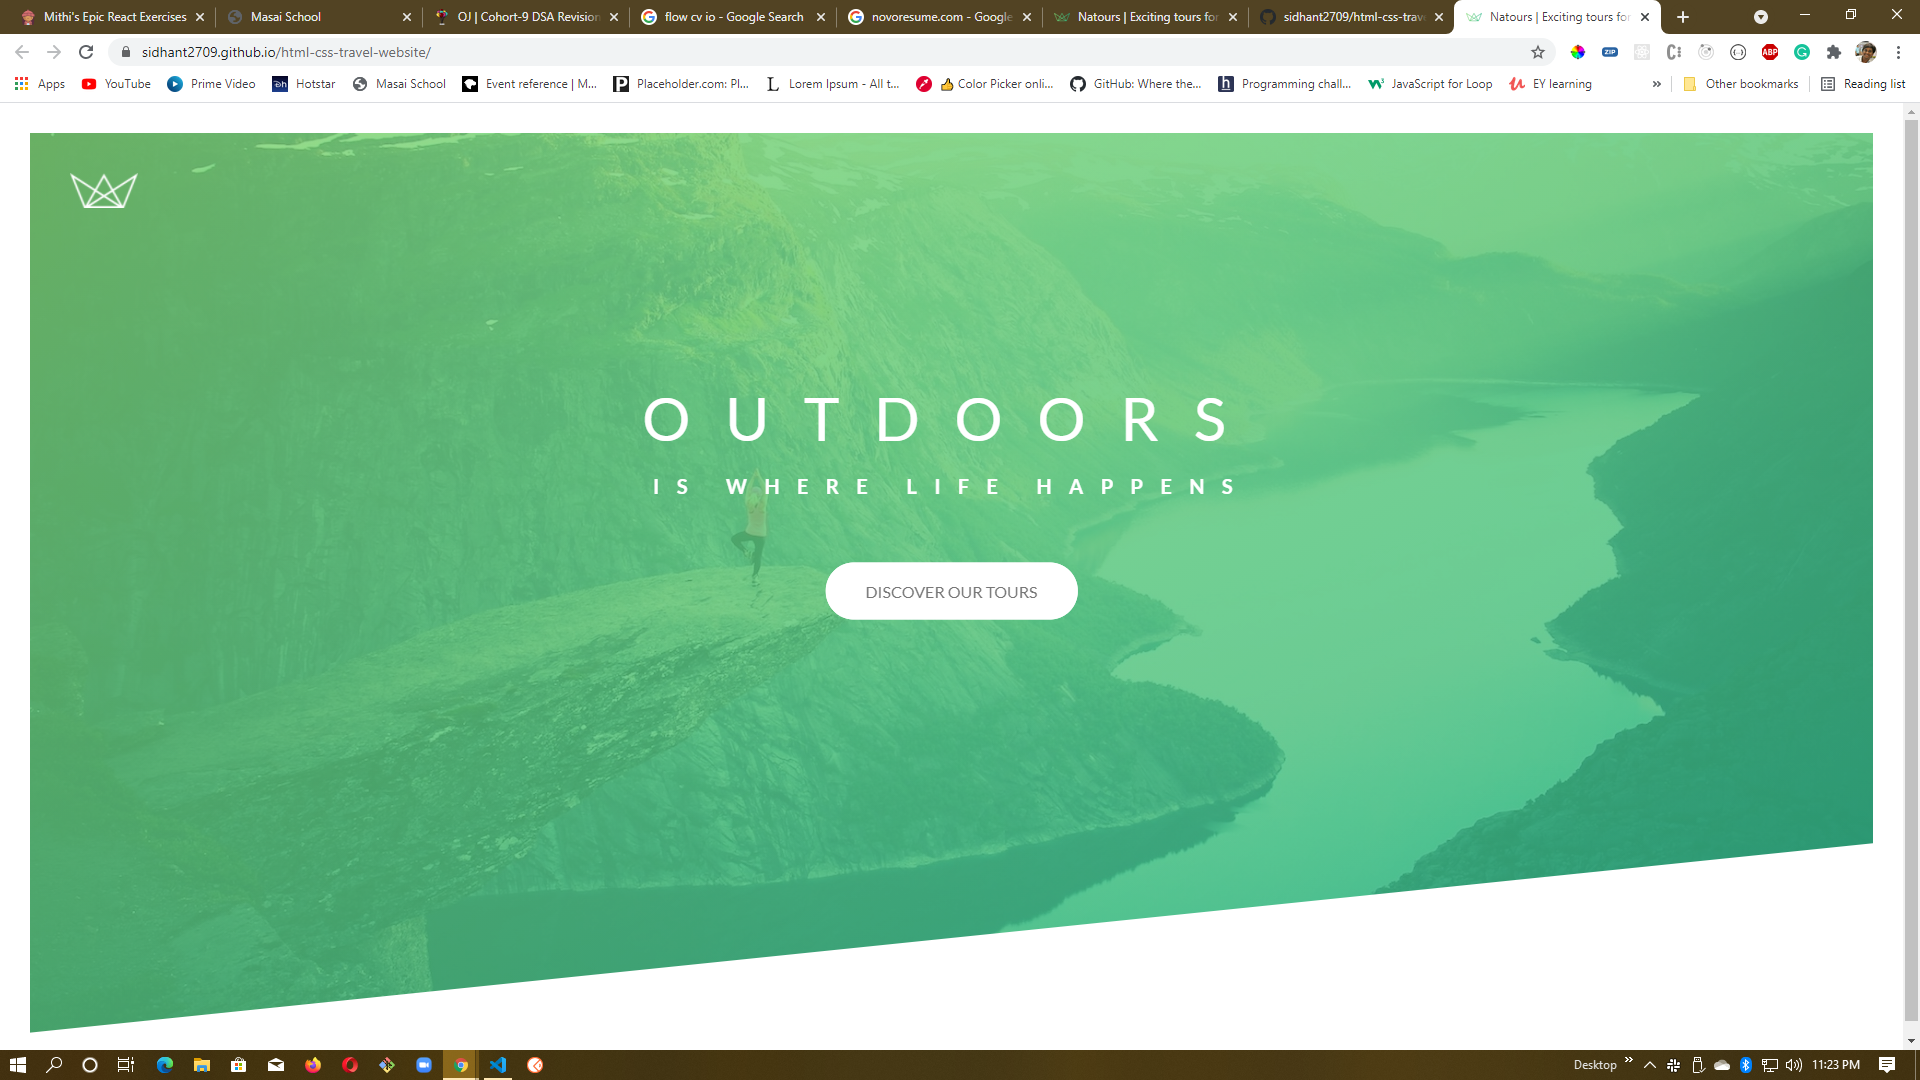 Mithi's Epic React Exercises
Masai School
OJ | Cohort-9 DSA Revision
flow cv io - Google Search
novoresume.com - Google
Natours | Exciting tours for
sidhant2709/html-css-trave
Natours | Exciting tours for
sidhant2709.github.io/html-css-travel-website/
ZIP
ABP
Apps
YouTube
Prime Video
Hotstar
Masai School
Event reference | M...
Placeholder.com: Pl...
Lorem Ipsum - All t...
Color Picker onli...
GitHub: Where the...
Programming chall...
JavaScript for Loop
EY learning
Other bookmarks
Reading list
OUTDOORS
IS WHERE LIFE HAPPENS
DISCOVER OUR TOURS
Desktop
11:23 PM